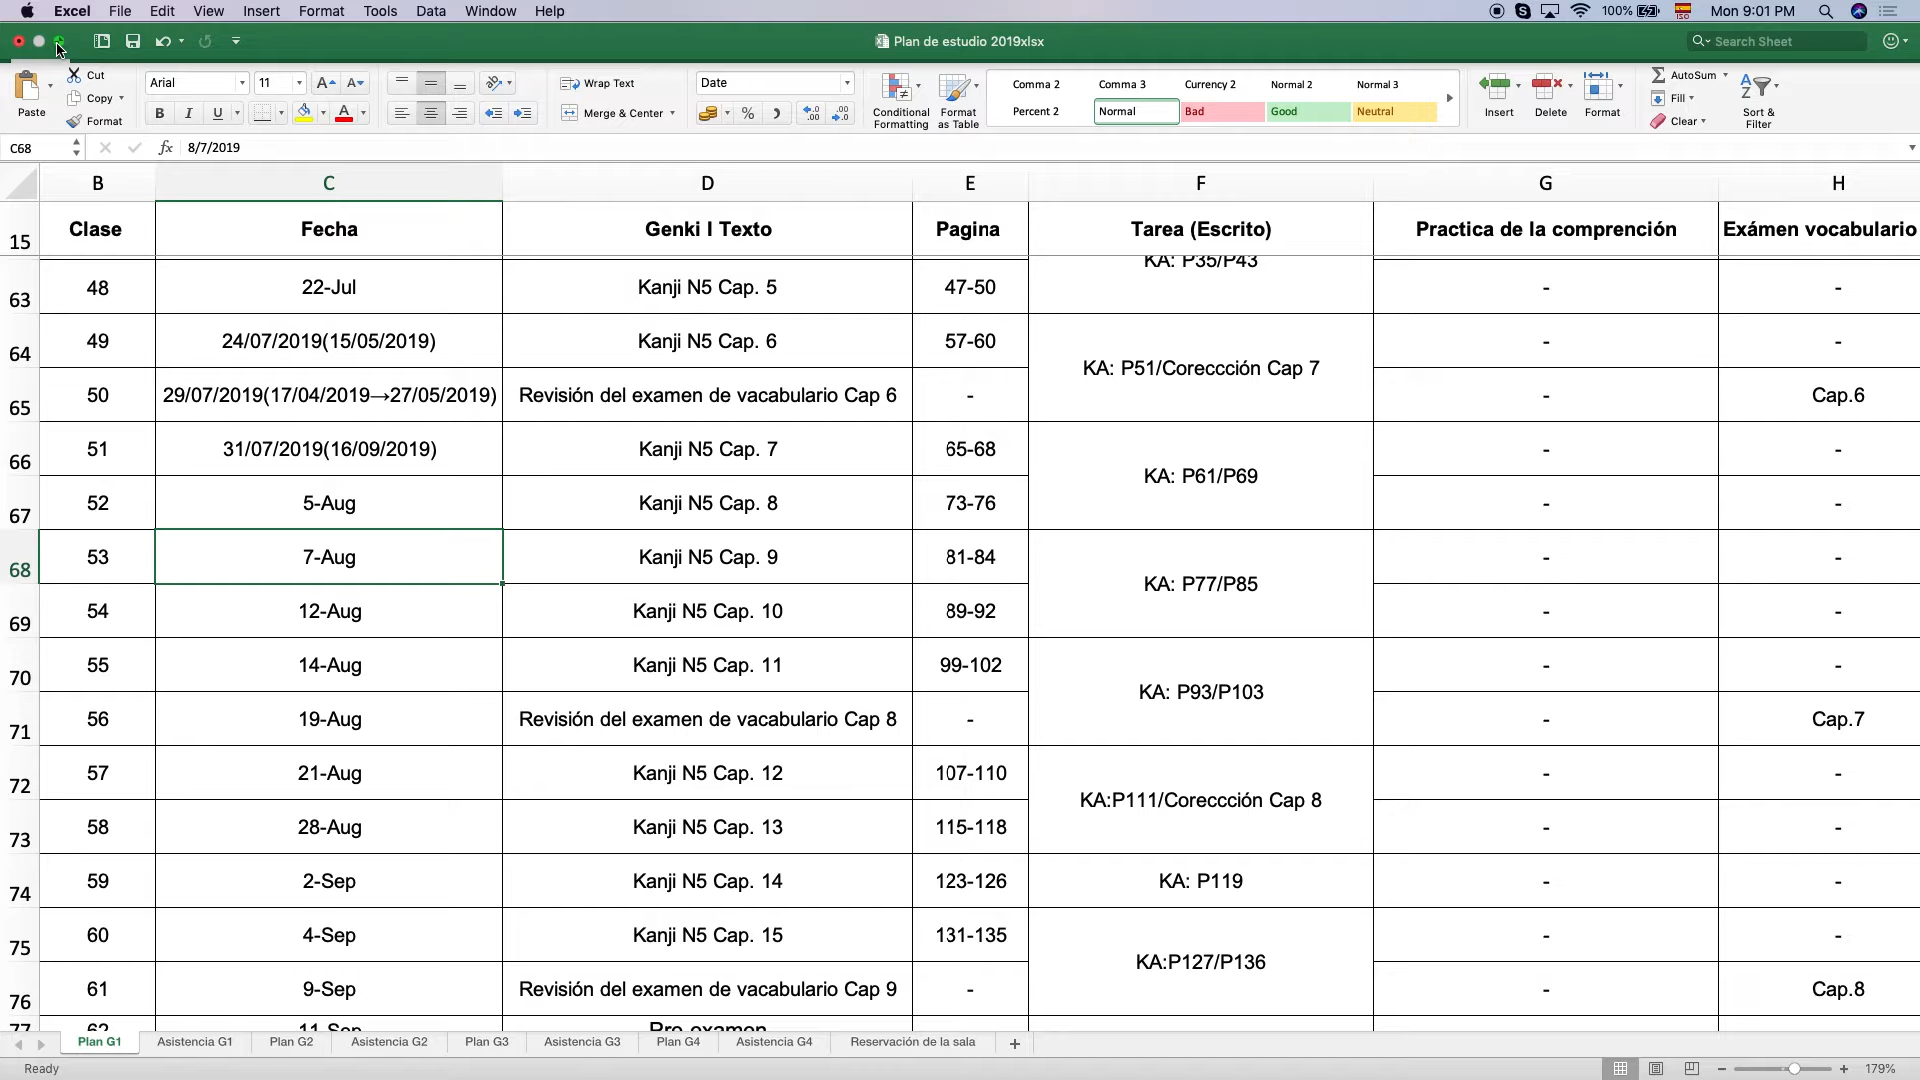 Excel File Edit View Insert Format Tools Data Window Help 100% ISO Mon 9:01 PM
Plan de estudio 2019xlsx Search Sheet
Paste Cut Copy Format
Arial 11
B I U A
Wrap Text
Merge & Center
Date
%
Conditional Formatting
Format as Table
Comma 2 Comma 3 Currency 2 Normal 2 Normal 3
Percent 2 Normal Bad Good Neutral
Insert Delete Format
AutoSum
Fill
Clear
Sort & Filter
C68 fx 8/7/2019
B C D E F G H
15 Clase Fecha Genki I Texto Pagina Tarea (Escrito) Practica de la comprención Exámen vocabulario
KA: P35/P43
63 48 22-Jul Kanji N5 Cap. 5 47-50 - -
64 49 24/07/2019(15/05/2019) Kanji N5 Cap. 6 57-60 - -
KA: P51/Coreccción Cap 7
65 50 29/07/2019(17/04/2019→27/05/2019) Revisión del examen de vacabulario Cap 6 - - Cap.6
66 51 31/07/2019(16/09/2019) Kanji N5 Cap. 7 65-68 - -
KA: P61/P69
67 52 5-Aug Kanji N5 Cap. 8 73-76 - -
68 53 7-Aug Kanji N5 Cap. 9 81-84 - -
KA: P77/P85
69 54 12-Aug Kanji N5 Cap. 10 89-92 - -
70 55 14-Aug Kanji N5 Cap. 11 99-102 - -
KA: P93/P103
71 56 19-Aug Revisión del examen de vacabulario Cap 8 - - Cap.7
72 57 21-Aug Kanji N5 Cap. 12 107-110 - -
KA:P111/Coreccción Cap 8
73 58 28-Aug Kanji N5 Cap. 13 115-118 - -
74 59 2-Sep Kanji N5 Cap. 14 123-126 KA: P119 - -
75 60 4-Sep Kanji N5 Cap. 15 131-135 - -
KA:P127/P136
76 61 9-Sep Revisión del examen de vacabulario Cap 9 - - Cap.8
77 62 11-Sep Pre-examen
Plan G1 Asistencia G1 Plan G2 Asistencia G2 Plan G3 Asistencia G3 Plan G4 Asistencia G4 Reservación de la sala +
Ready 179%